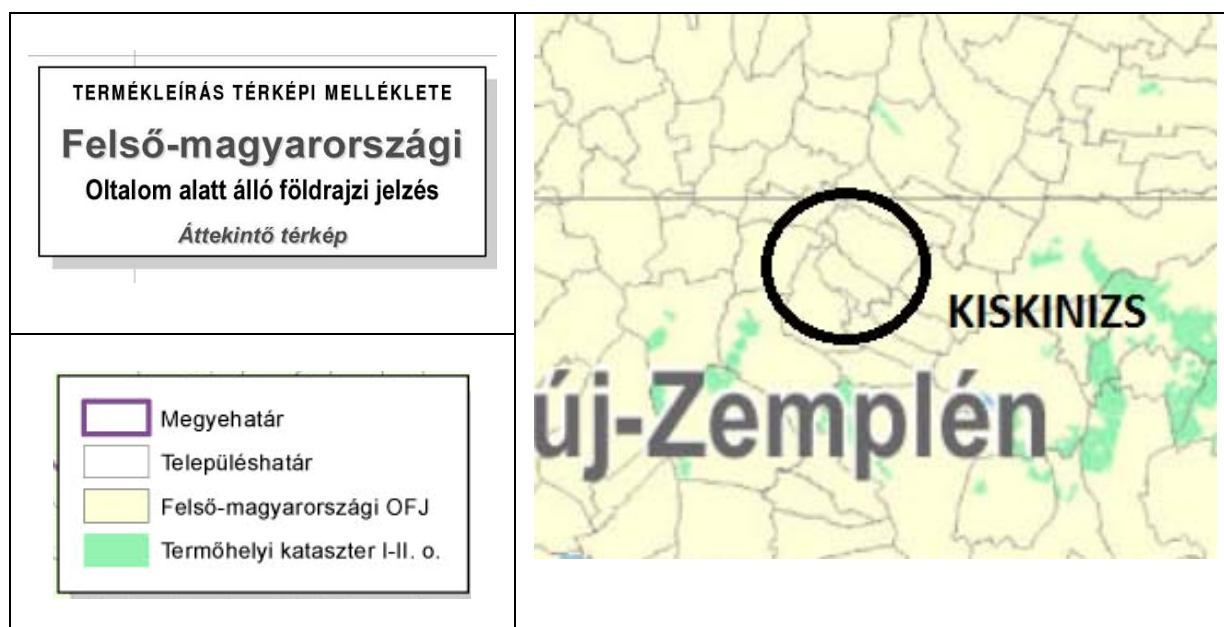 TERMÉKLEÍRÁS TÉRKÉPI MELLÉKLETE
Felső-magyarországi
Oltalom alatt álló földrajzi jelzés
Áttekintő térkép
Megyehatár
Településhatár
Felső-magyarországi OFJ
Termőhelyi kataszter I-II. o.
KISKINIZS
új-Zemplén